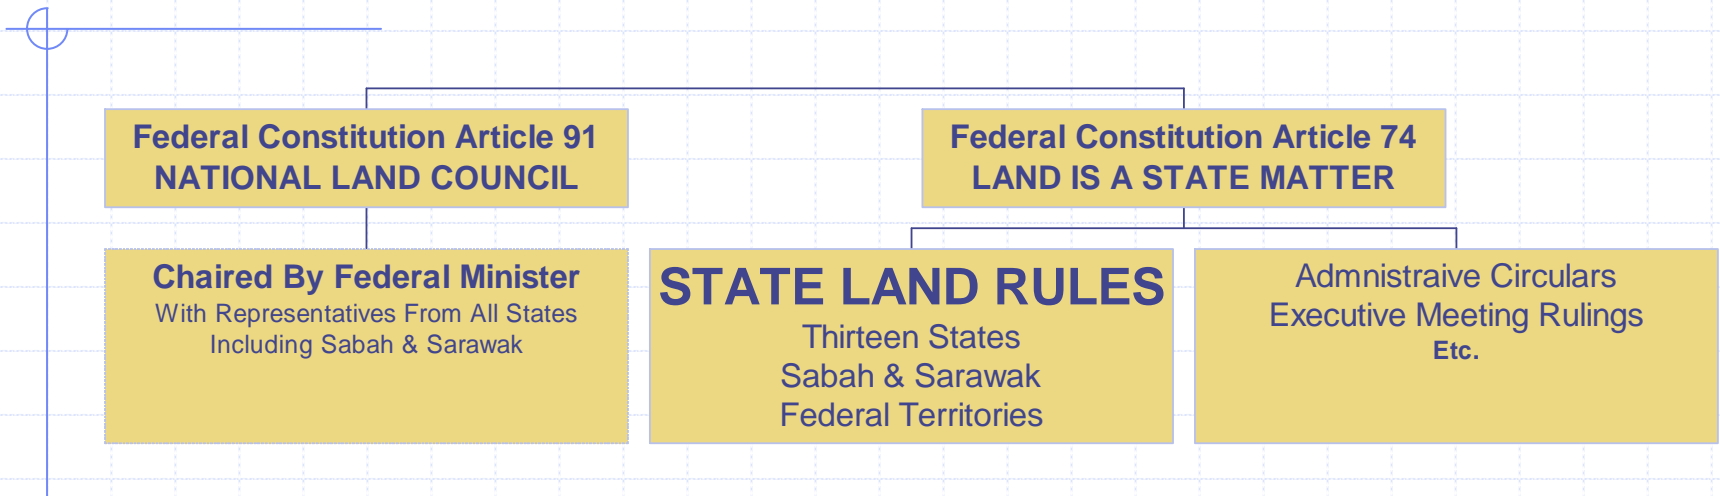 Federal Constitution Article 91
NATIONAL LAND COUNCIL
Federal Constitution Article 74
LAND IS A STATE MATTER
Chaired By Federal Minister
With Representatives From All States
Including Sabah & Sarawak
STATE LAND RULES
Thirteen States
Sabah & Sarawak
Federal Territories
Admnistraive Circulars
Executive Meeting Rulings
Etc.